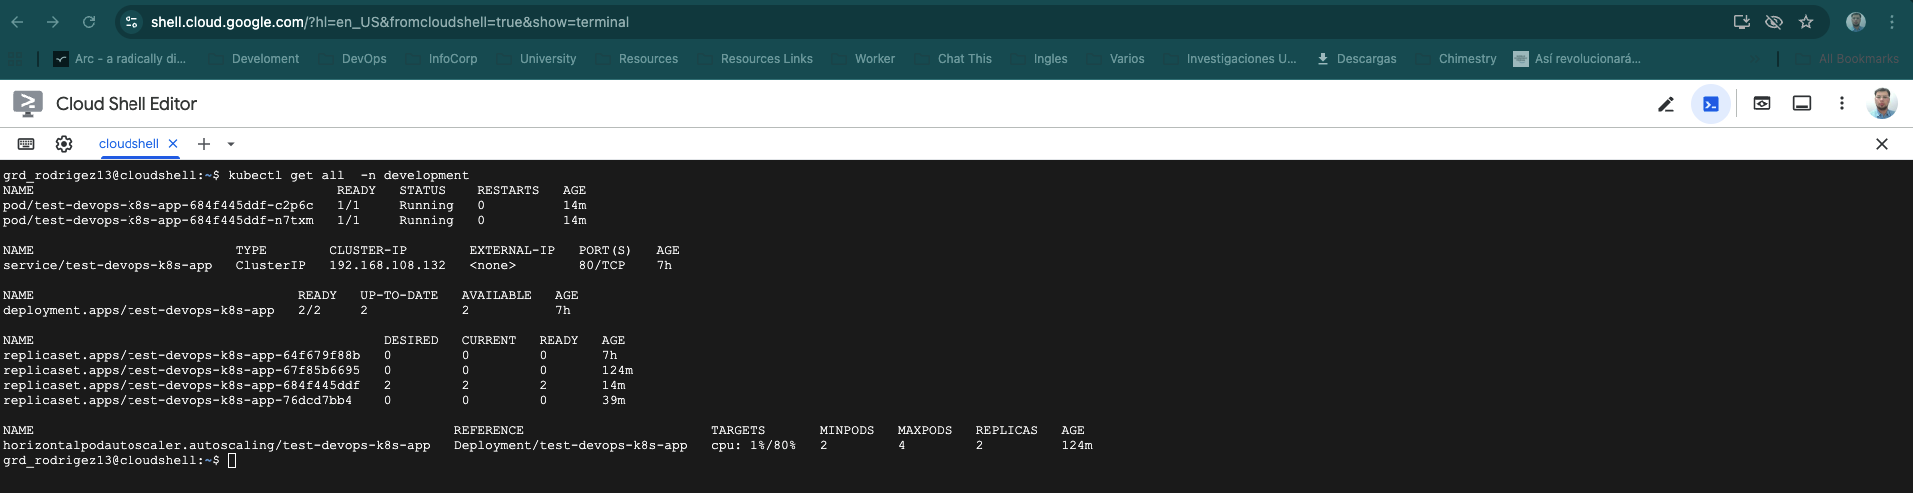 shell.cloud.google.com/?hl=en_US&fromcloudshell=true&show=terminal
Arc - a radically di... Develoment DevOps InfoCorp University Resources Resources Links Worker Chat This Ingles Varios Investigaciones U... Descargas Chimestry Así revolucionará... All Bookmarks
Cloud Shell Editor
cloudshell
grd_rodrigez13@cloudshell:~$ kubectl get all -n development
NAME READY STATUS RESTARTS AGE
pod/test-devops-k8s-app-684f445ddf-c2p6c 1/1 Running 0 14m
pod/test-devops-k8s-app-684f445ddf-n7txm 1/1 Running 0 14m
NAME TYPE CLUSTER-IP EXTERNAL-IP PORT(S) AGE
service/test-devops-k8s-app ClusterIP 192.168.108.132 <none> 80/TCP 7h
NAME READY UP-TO-DATE AVAILABLE AGE
deployment.apps/test-devops-k8s-app 2/2 2 2 7h
NAME DESIRED CURRENT READY AGE
replicaset.apps/test-devops-k8s-app-64f679f88b 0 0 0 7h
replicaset.apps/test-devops-k8s-app-67f85b6695 0 0 0 124m
replicaset.apps/test-devops-k8s-app-684f445ddf 2 2 2 14m
replicaset.apps/test-devops-k8s-app-76dcd7bb4 0 0 0 39m
NAME REFERENCE TARGETS MINPODS MAXPODS REPLICAS AGE
horizontalpodautoscaler.autoscaling/test-devops-k8s-app Deployment/test-devops-k8s-app cpu: 1%/80% 2 4 2 124m
grd_rodrigez13@cloudshell:~$